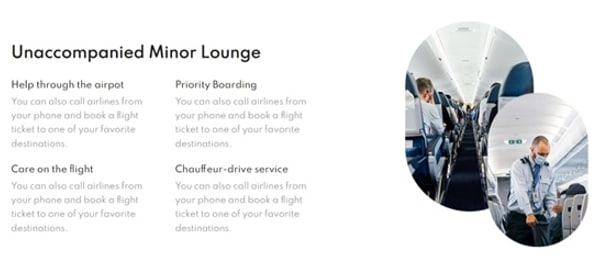 Unaccompanied Minor Lounge
Help through the airpot
You can also call airlines from
your phone and book a flight
ticket to one of your favorite
destinations.
Priority Boarding
You can also call airlines from
your phone and book a flight
ticket to one of your favorite
destinations.
Care on the flight
You can also call airlines from
your phone and book a flight
ticket to one of your favorite
destinations.
Chauffeur-drive service
You can also call airlines from
your phone and book a flight
ticket to one of your favorite
destinations.